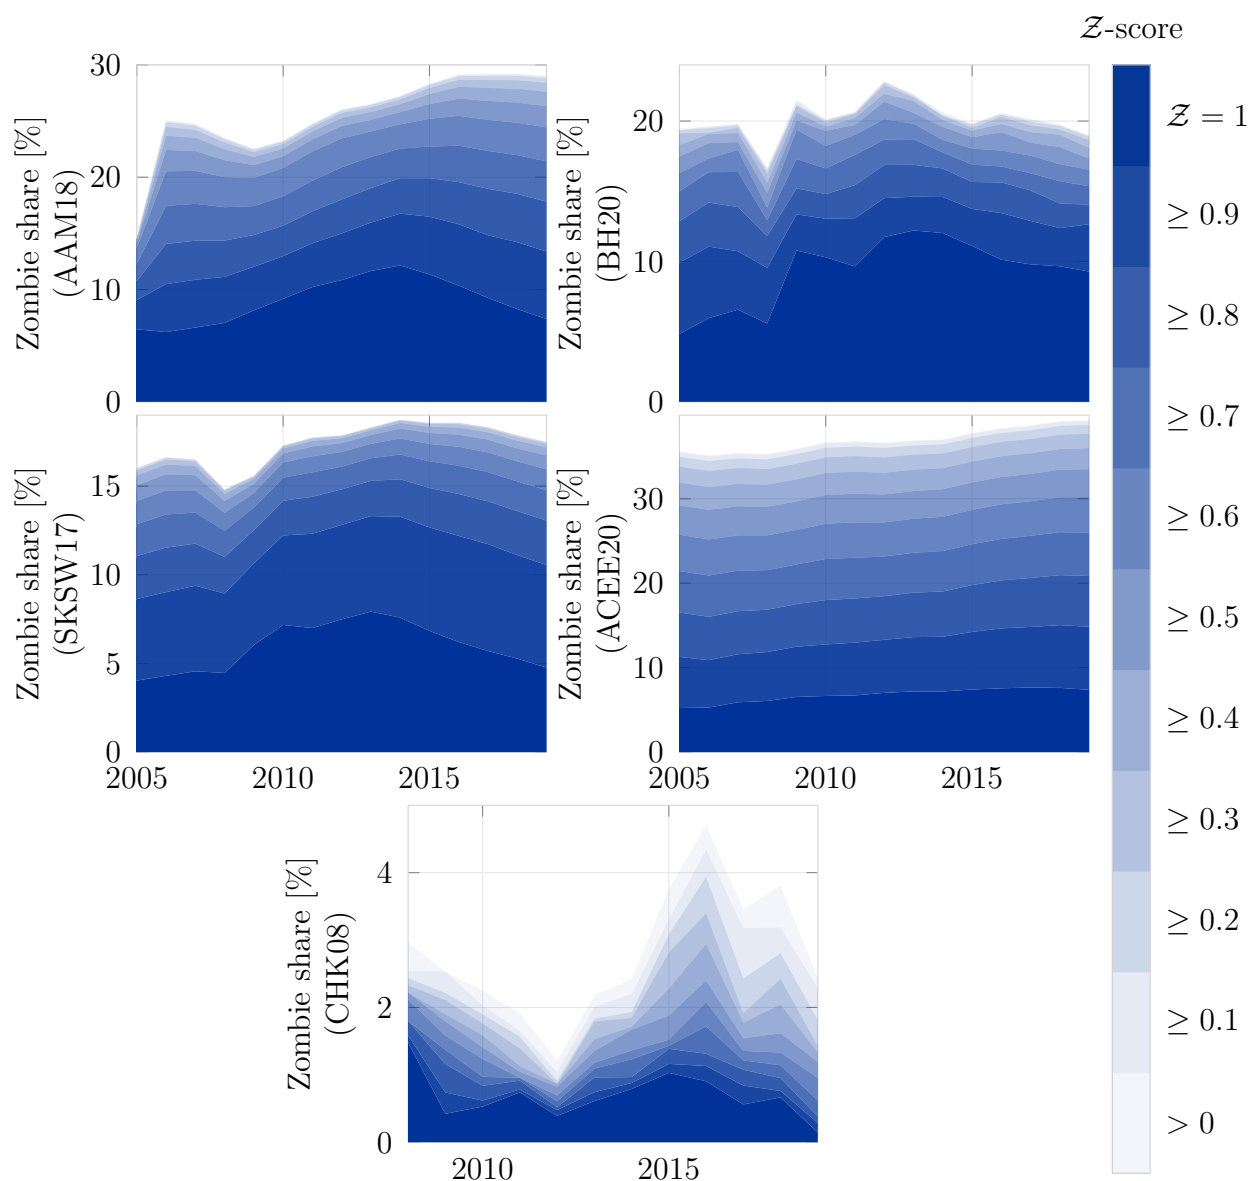 𝒵-score
Zombie share [%]
(AAM18)
30
20
10
0
Zombie share [%]
(BH20)
20
10
0
Zombie share [%]
(SKSW17)
15
10
5
0
2005 2010 2015
Zombie share [%]
(ACEE20)
30
20
10
0
2005 2010 2015
Zombie share [%]
(CHK08)
4
2
0
2010 2015
𝒵 = 1
≥ 0.9
≥ 0.8
≥ 0.7
≥ 0.6
≥ 0.5
≥ 0.4
≥ 0.3
≥ 0.2
≥ 0.1
> 0